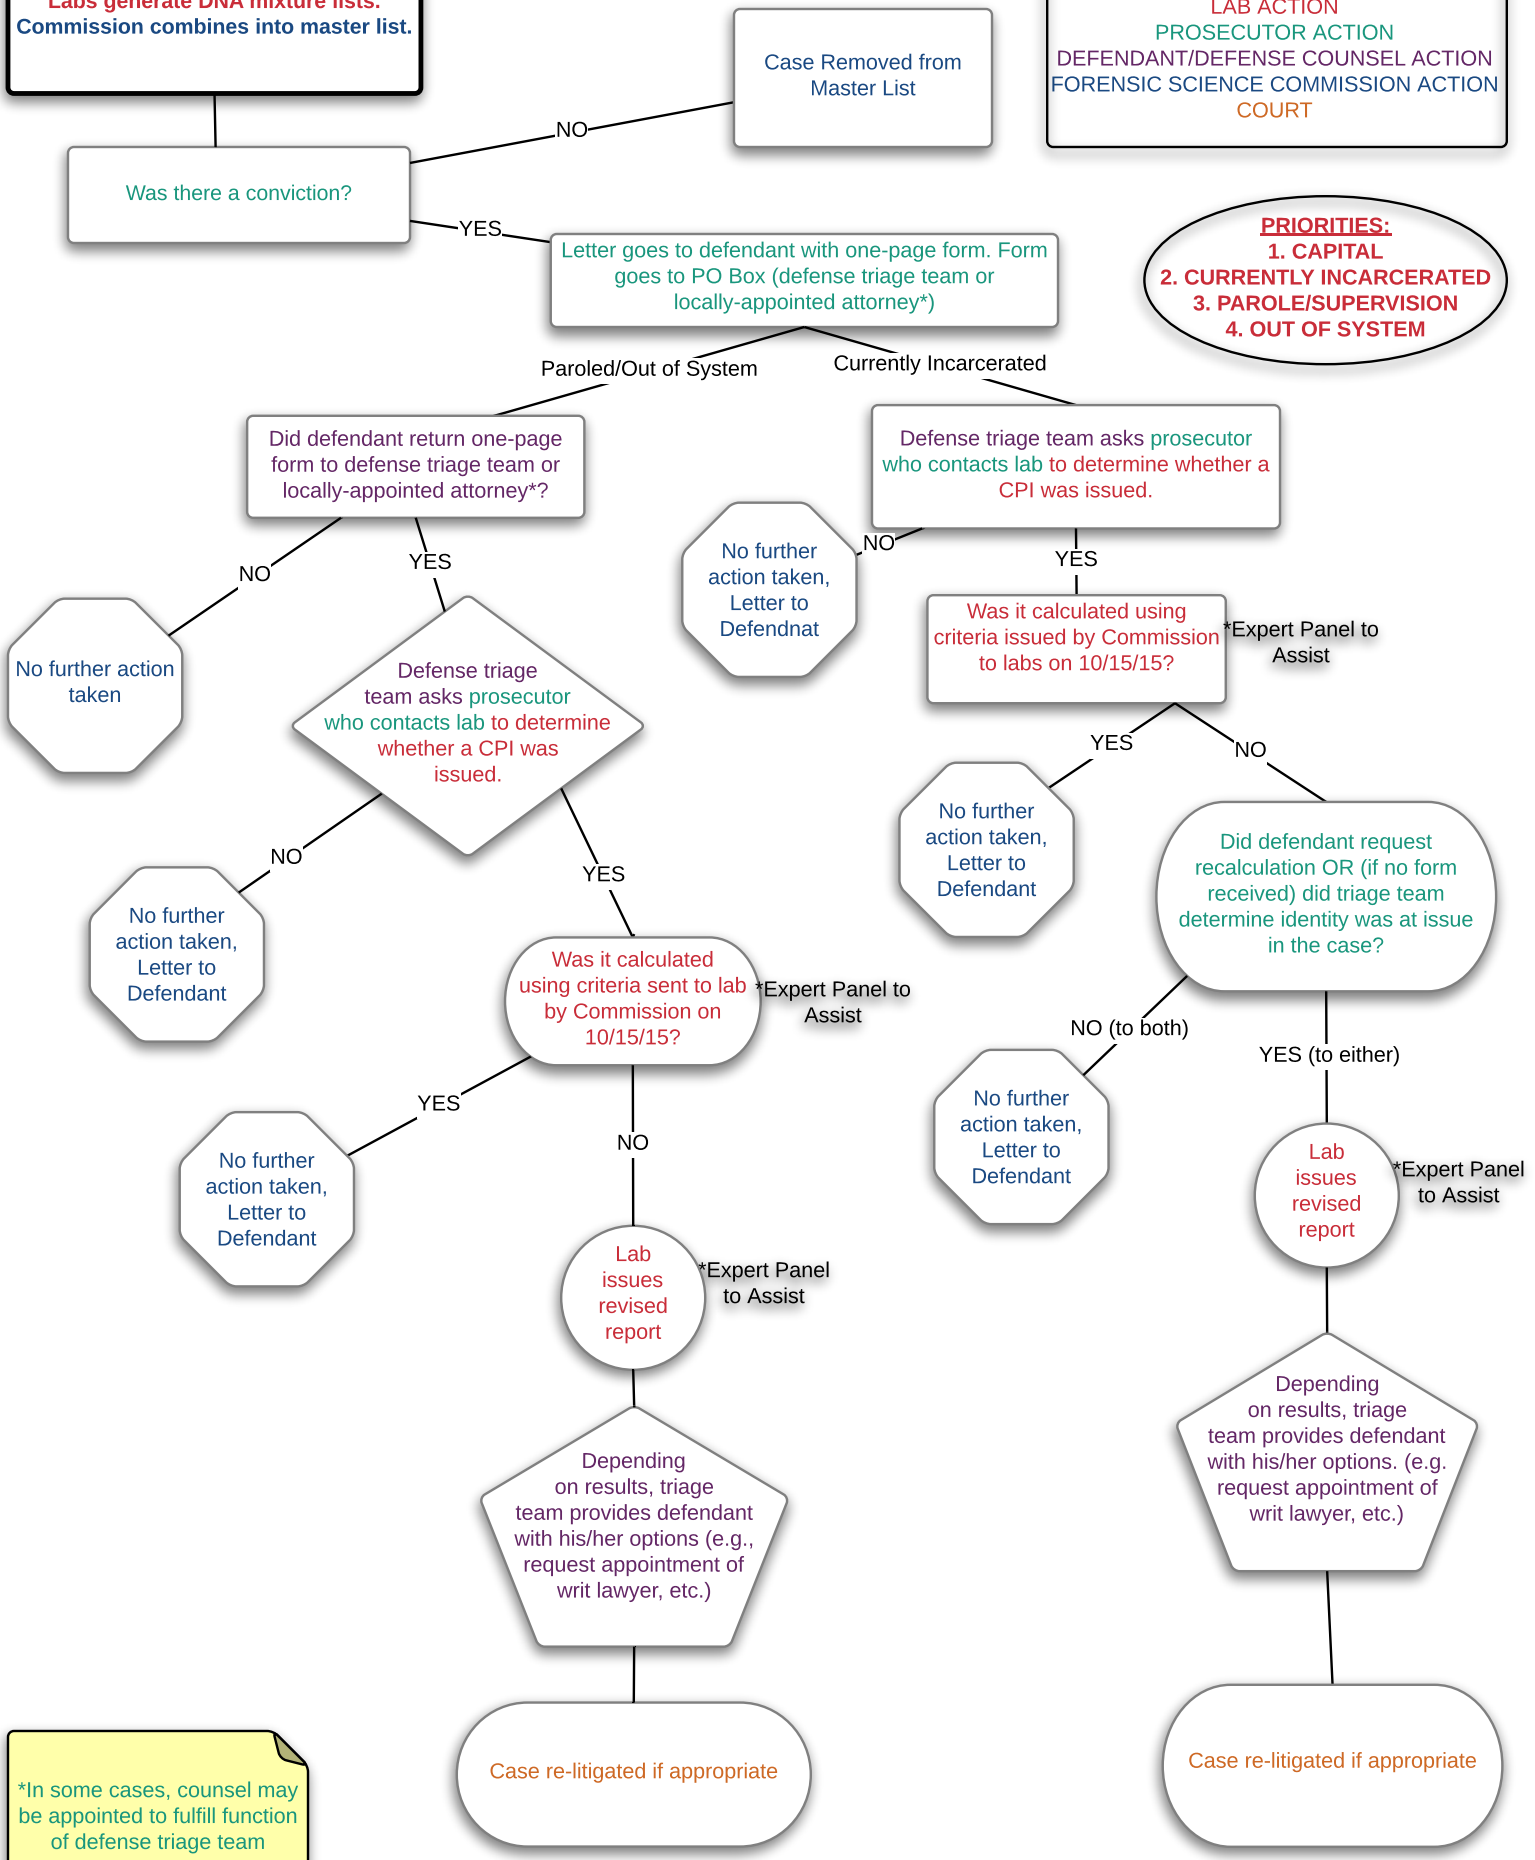 Labs generate DNA mixture lists.
Commission combines into master list.
Case Removed from
Master List
LAB ACTION
PROSECUTOR ACTION
DEFENDANT/DEFENSE COUNSEL ACTION
FORENSIC SCIENCE COMMISSION ACTION
COURT
NO
Was there a conviction?
YES
Letter goes to defendant with one-page form. Form
goes to PO Box (defense triage team or
locally-appointed attorney*)
PRIORITIES:
1. CAPITAL
2. CURRENTLY INCARCERATED
3. PAROLE/SUPERVISION
4. OUT OF SYSTEM
Paroled/Out of System
Currently Incarcerated
Did defendant return one-page
form to defense triage team or
locally-appointed attorney*?
Defense triage team asks prosecutor
who contacts lab to determine whether a
CPI was issued.
NO
YES
NO
YES
No further
action taken,
Letter to
Defendnat
Was it calculated using
criteria issued by Commission
to labs on 10/15/15?
*Expert Panel to
Assist
No further action
taken
Defense triage
team asks prosecutor
who contacts lab to determine
whether a CPI was
issued.
YES
NO
No further
action taken,
Letter to
Defendant
Did defendant request
recalculation OR (if no form
received) did triage team
determine identity was at issue
in the case?
NO
YES
No further
action taken,
Letter to
Defendant
Was it calculated
using criteria sent to lab
by Commission on
10/15/15?
*Expert Panel to
Assist
NO (to both)
YES (to either)
No further
action taken,
Letter to
Defendant
Lab
issues
revised
report
*Expert Panel
to Assist
YES
NO
No further
action taken,
Letter to
Defendant
Lab
issues
revised
report
*Expert Panel
to Assist
Depending
on results, triage
team provides defendant
with his/her options. (e.g.
request appointment of
writ lawyer, etc.)
Depending
on results, triage
team provides defendant
with his/her options (e.g.,
request appointment of
writ lawyer, etc.)
Case re-litigated if appropriate
Case re-litigated if appropriate
*In some cases, counsel may
be appointed to fulfill function
of defense triage team